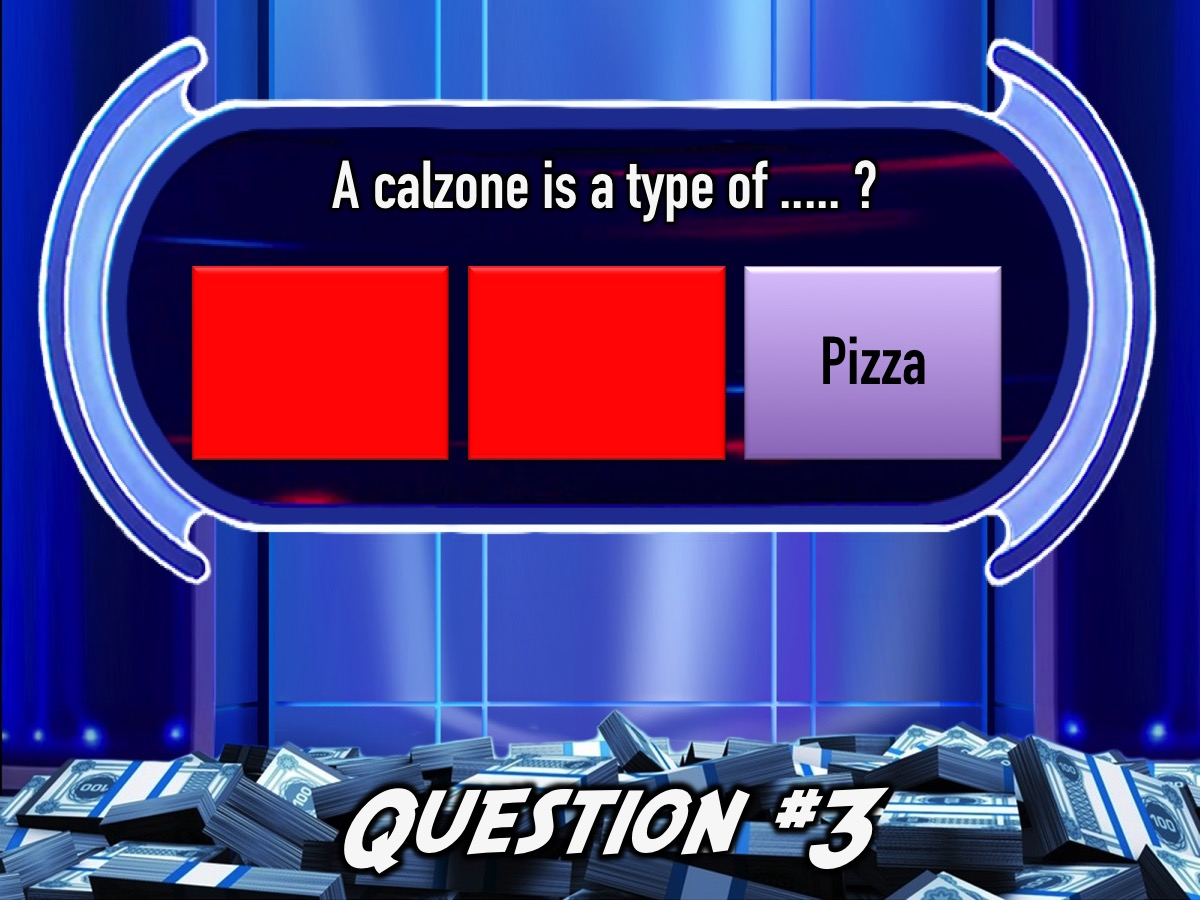 A calzone is a type of ..... ?
Pizza
QUESTION #3